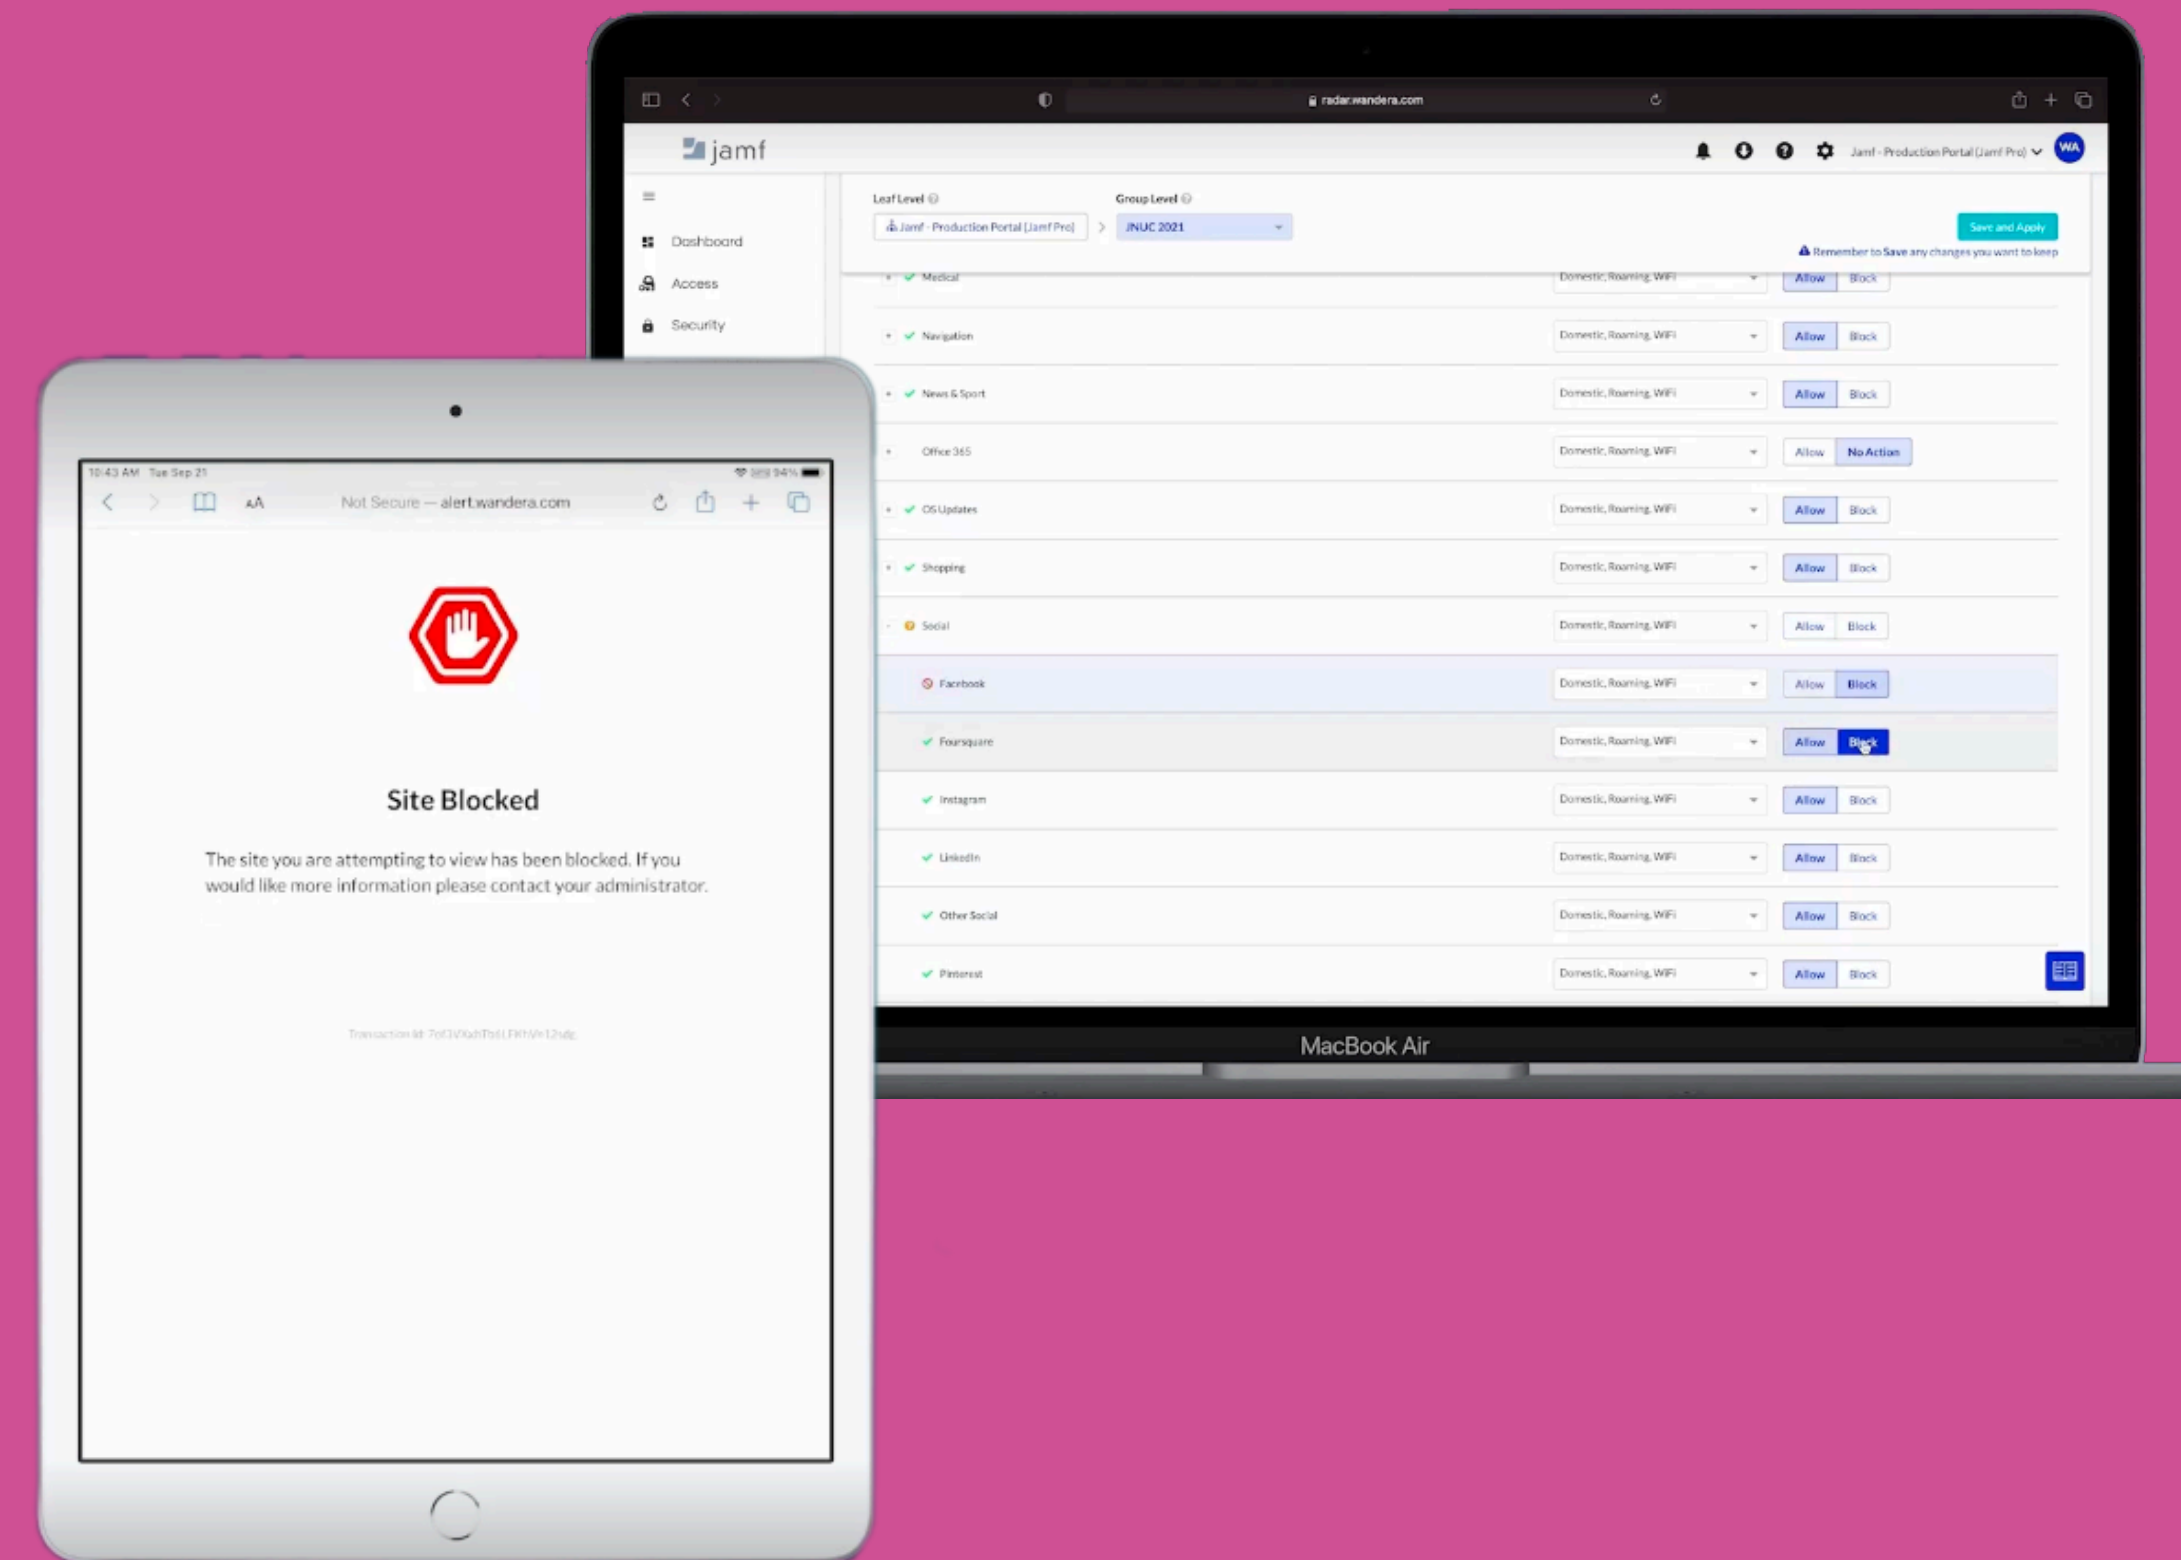 radar.wandera.com
jamf
Jamf - Production Portal (Jamf Pro)
WA
Leaf Level
Group Level
Jamf - Production Portal (Jamf Pro)
JNUC 2021
Save and Apply
Remember to Save any changes you want to keep
Dashboard
Access
Security
Medical Domestic, Roaming, WiFi Allow Block
Navigation Domestic, Roaming, WiFi Allow Block
News & Sport Domestic, Roaming, WiFi Allow Block
Office 365 Domestic, Roaming, WiFi Allow No Action
OS Updates Domestic, Roaming, WiFi Allow Block
Shopping Domestic, Roaming, WiFi Allow Block
Social Domestic, Roaming, WiFi Allow Block
Facebook Domestic, Roaming, WiFi Allow Block
Foursquare Domestic, Roaming, WiFi Allow Block
Instagram Domestic, Roaming, WiFi Allow Block
LinkedIn Domestic, Roaming, WiFi Allow Block
Other Social Domestic, Roaming, WiFi Allow Block
Pinterest Domestic, Roaming, WiFi Allow Block
MacBook Air
10:43 AM Tue Sep 21
94%
AA
Not Secure — alert.wandera.com
Site Blocked
The site you are attempting to view has been blocked. If you
would like more information please contact your administrator.
Transaction Id: